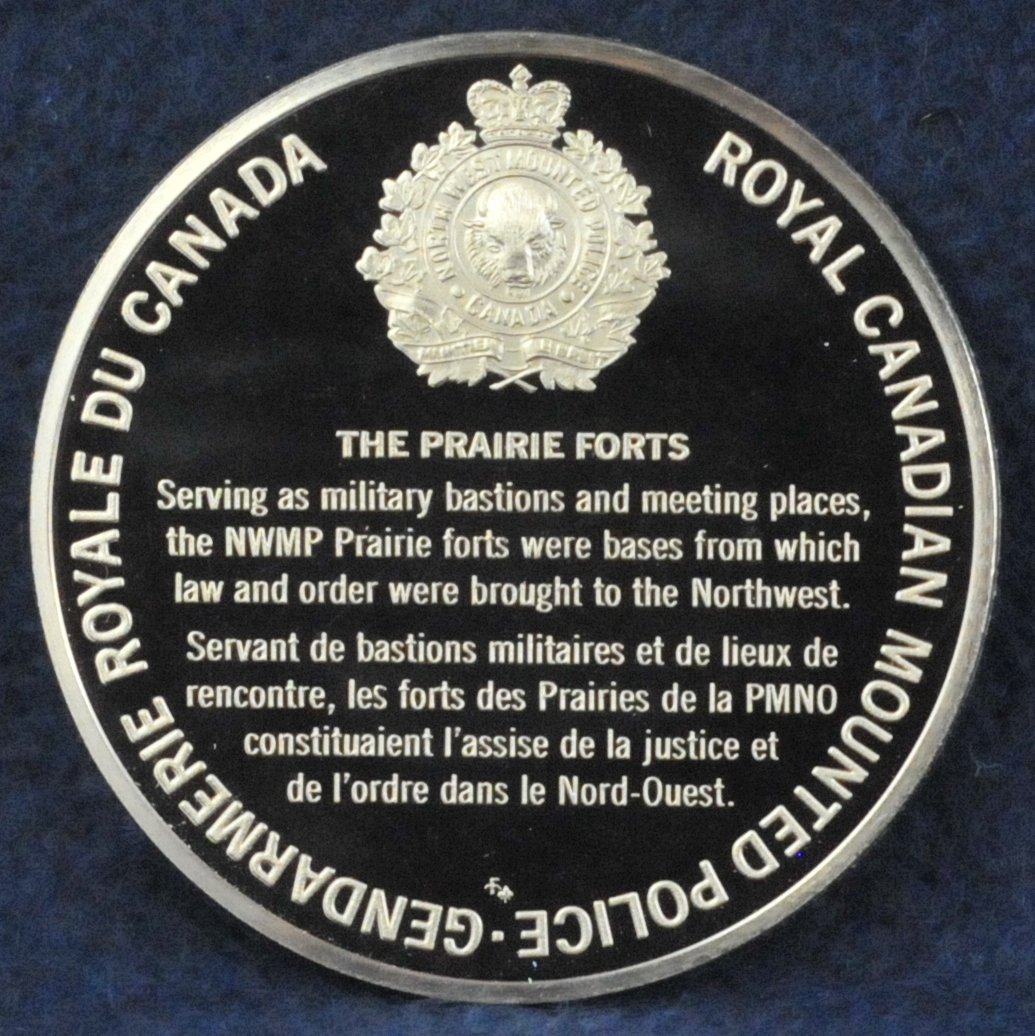 ROYAL CANADIAN MOUNTED POLICE · GENDARMERIE ROYALE DU CANADA
NORTH WEST MOUNTED POLICE
· CANADA ·
THE PRAIRIE FORTS
Serving as military bastions and meeting places,
the NWMP Prairie forts were bases from which
law and order were brought to the Northwest.
Servant de bastions militaires et de lieux de
rencontre, les forts des Prairies de la PMNO
constituaient l'assise de la justice et
de l'ordre dans le Nord-Ouest.